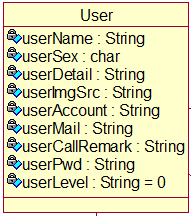 User
userName : String
userSex : char
userDetail : String
userImgSrc : String
userAccount : String
userMail : String
userCallRemark : String
userPwd : String
userLevel : String = 0